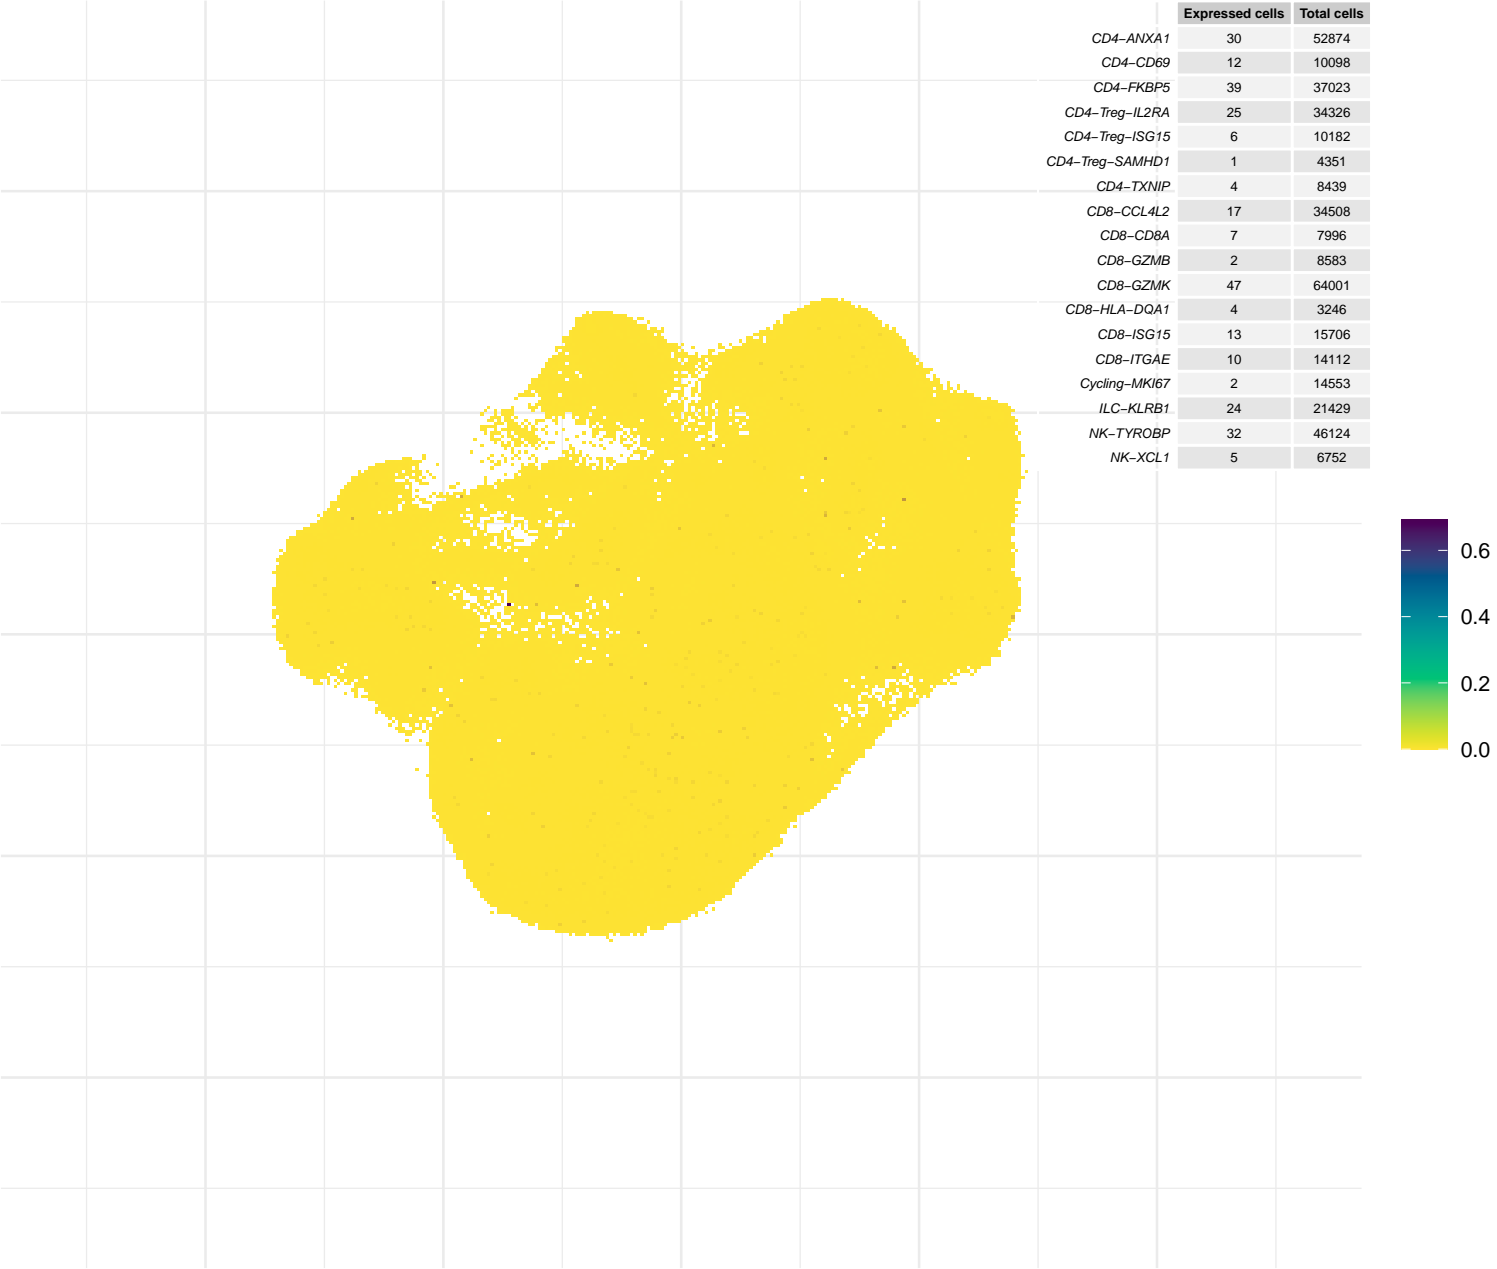 Expressed cells Total cells
CD4−ANXA1 30 52874
CD4−CD69 12 10098
CD4−FKBP5 39 37023
CD4−Treg−IL2RA 25 34326
CD4−Treg−ISG15 6 10182
CD4−Treg−SAMHD1 1 4351
CD4−TXNIP 4 8439
CD8−CCL4L2 17 34508
CD8−CD8A 7 7996
CD8−GZMB 2 8583
CD8−GZMK 47 64001
CD8−HLA−DQA1 4 3246
CD8−ISG15 13 15706
CD8−ITGAE 10 14112
Cycling−MKI67 2 14553
ILC−KLRB1 24 21429
NK−TYROBP 32 46124
NK−XCL1 5 6752
0.6
0.4
0.2
0.0